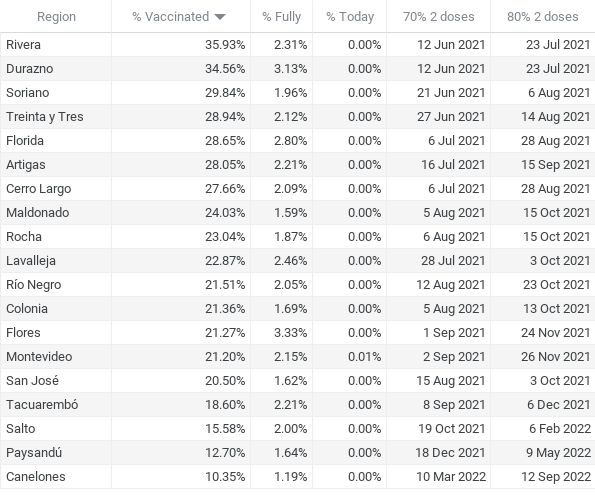 Region % Vaccinated % Fully % Today 70% 2 doses 80% 2 doses
Rivera 35.93% 2.31% 0.00% 12 Jun 2021 23 Jul 2021
Durazno 34.56% 3.13% 0.00% 12 Jun 2021 23 Jul 2021
Soriano 29.84% 1.96% 0.00% 21 Jun 2021 6 Aug 2021
Treinta y Tres 28.94% 2.12% 0.00% 27 Jun 2021 14 Aug 2021
Florida 28.65% 2.80% 0.00% 6 Jul 2021 28 Aug 2021
Artigas 28.05% 2.21% 0.00% 16 Jul 2021 15 Sep 2021
Cerro Largo 27.66% 2.09% 0.00% 6 Jul 2021 28 Aug 2021
Maldonado 24.03% 1.59% 0.00% 5 Aug 2021 15 Oct 2021
Rocha 23.04% 1.87% 0.00% 6 Aug 2021 15 Oct 2021
Lavalleja 22.87% 2.46% 0.00% 28 Jul 2021 3 Oct 2021
Río Negro 21.51% 2.05% 0.00% 12 Aug 2021 23 Oct 2021
Colonia 21.36% 1.69% 0.00% 5 Aug 2021 13 Oct 2021
Flores 21.27% 3.33% 0.00% 1 Sep 2021 24 Nov 2021
Montevideo 21.20% 2.15% 0.01% 2 Sep 2021 26 Nov 2021
San José 20.50% 1.62% 0.00% 15 Aug 2021 3 Oct 2021
Tacuarembó 18.60% 2.21% 0.00% 8 Sep 2021 6 Dec 2021
Salto 15.58% 2.00% 0.00% 19 Oct 2021 6 Feb 2022
Paysandú 12.70% 1.64% 0.00% 18 Dec 2021 9 May 2022
Canelones 10.35% 1.19% 0.00% 10 Mar 2022 12 Sep 2022